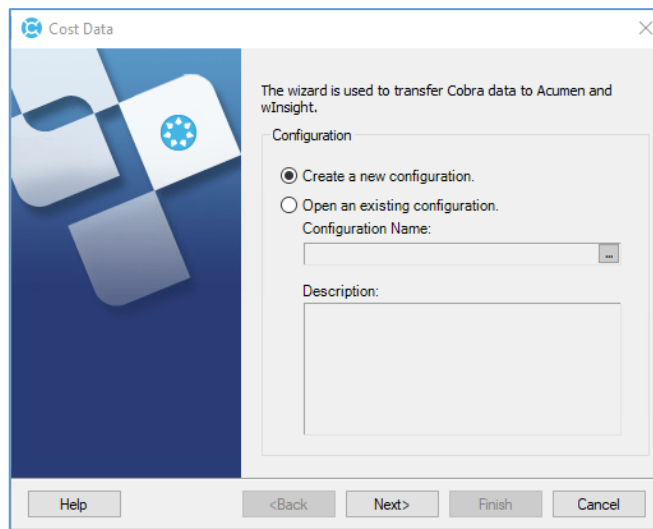 Cost Data
The wizard is used to transfer Cobra data to Acumen and
wInsight.
Configuration
Create a new configuration.
Open an existing configuration.
Configuration Name:
...
Description:
Help
<Back
Next>
Finish
Cancel